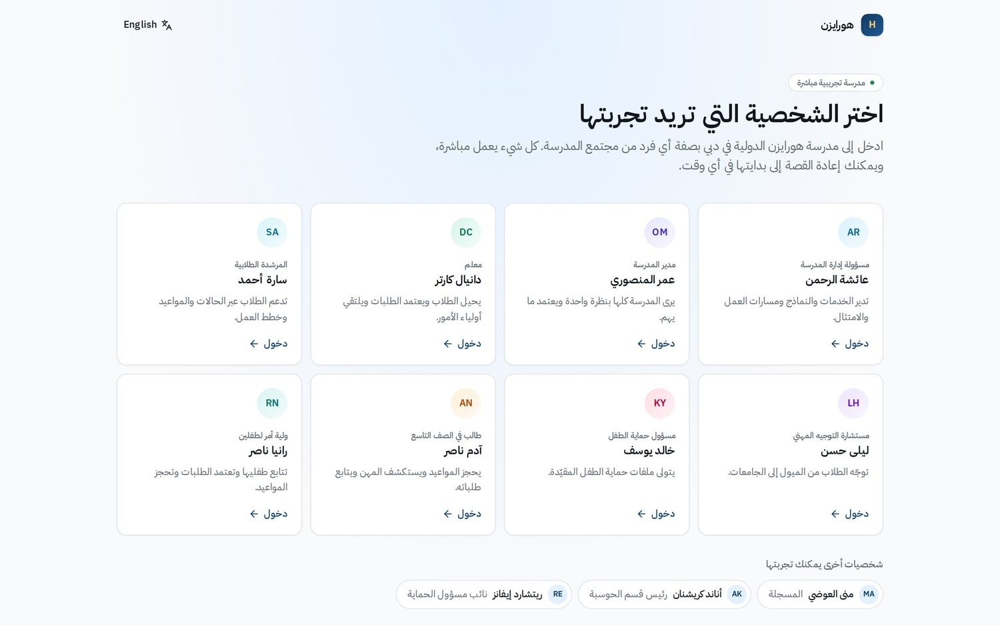 H هورايزن
English
مدرسة تجريبية مباشرة
اختر الشخصية التي تريد تجربتها
ادخل إلى مدرسة هورايزن الدولية في دبي بصفة أي فرد من مجتمع المدرسة. كل شيء يعمل مباشرة،
ويمكنك إعادة القصة إلى بدايتها في أي وقت.
AR
مسؤولة إدارة المدرسة
عائشة الرحمن
تدير الخدمات والنماذج ومسارات العمل
والامتثال.
دخول ←
OM
مدير المدرسة
عمر المنصوري
يرى المدرسة كلها بنظرة واحدة ويعتمد ما
يهم.
دخول ←
DC
معلم
دانيال كارتر
يحيل الطلاب ويعتمد الطلبات ويلتقي
أولياء الأمور.
دخول ←
SA
المرشدة الطلابية
سارة أحمد
تدعم الطلاب عبر الحالات والمواعيد
وخطط العمل.
دخول ←
LH
مستشارة التوجيه المهني
ليلى حسن
توجّه الطلاب من الميول إلى الجامعات.
دخول ←
KY
مسؤول حماية الطفل
خالد يوسف
يتولى ملفات حماية الطفل المقيّدة.
دخول ←
AN
طالب في الصف التاسع
آدم ناصر
يحجز المواعيد ويستكشف المهن ويتابع
طلباته.
دخول ←
RN
ولية أمر لطفلين
رانيا ناصر
تتابع طفليها وتعتمد الطلبات وتحجز
المواعيد.
دخول ←
شخصيات أخرى يمكنك تجربتها
MA منى العوضي المسجلة
AK أناند كريشنان رئيس قسم الحوسبة
RE ريتشارد إيفانز نائب مسؤول الحماية